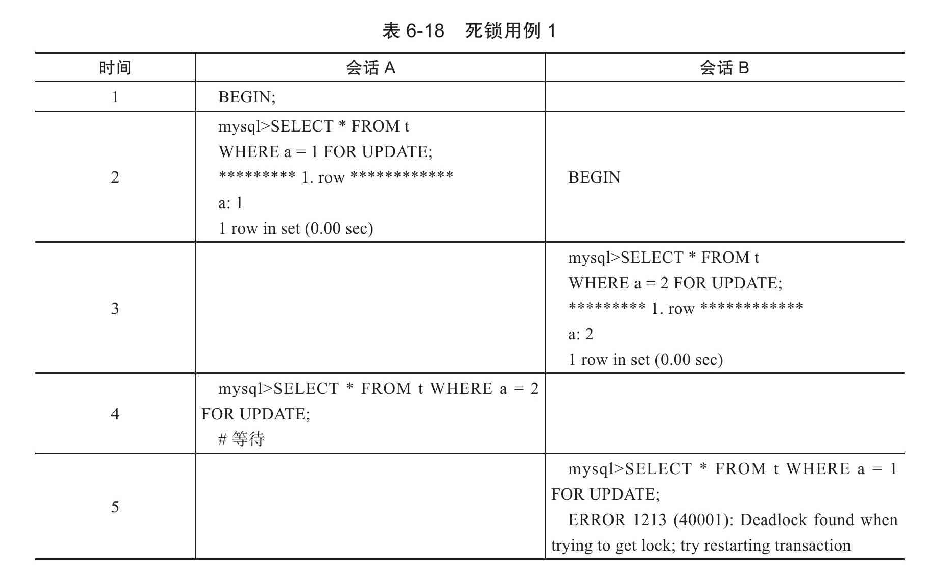 表 6-18 死锁用例 1
时间 会话 A 会话 B
1 BEGIN;
mysql>SELECT * FROM t
WHERE a = 1 FOR UPDATE;
********* 1. row ************
a: 1
1 row in set (0.00 sec)
2
BEGIN
mysql>SELECT * FROM t
WHERE a = 2 FOR UPDATE;
********* 1. row ************
a: 2
1 row in set (0.00 sec)
3
mysql>SELECT * FROM t WHERE a = 2
FOR UPDATE;
# 等待
4
mysql>SELECT * FROM t WHERE a = 1
FOR UPDATE;
ERROR 1213 (40001): Deadlock found when
trying to get lock; try restarting transaction
5